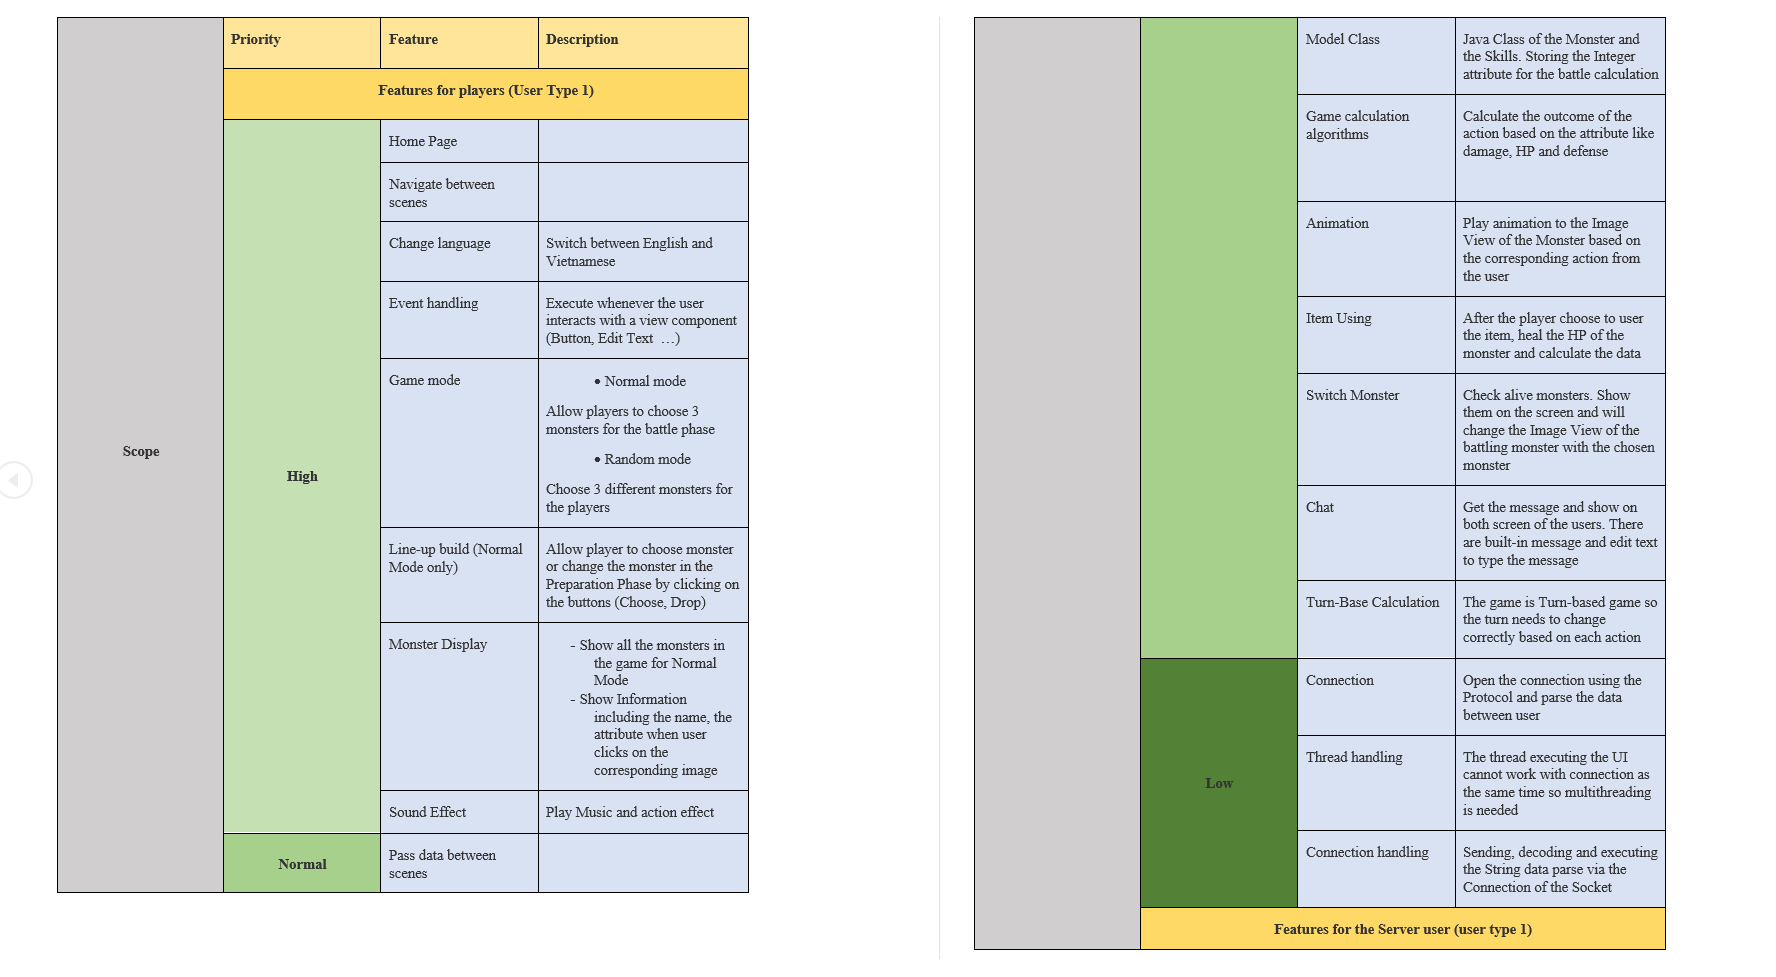 Scope
Priority
Feature
Description
Features for players (User Type 1)
High
Home Page
Navigate between
scenes
Change language
Switch between English and
Vietnamese
Event handling
Execute whenever the user
interacts with a view component
(Button, Edit Text  …)
Game mode
• Normal mode
Allow players to choose 3
monsters for the battle phase
• Random mode
Choose 3 different monsters for
the players
Line-up build (Normal
Mode only)
Allow player to choose monster
or change the monster in the
Preparation Phase by clicking on
the buttons (Choose, Drop)
Monster Display
- Show all the monsters in
the game for Normal
Mode
- Show Information
including the name, the
attribute when user
clicks on the
corresponding image
Sound Effect
Play Music and action effect
Normal
Pass data between
scenes
Model Class
Java Class of the Monster and
the Skills. Storing the Integer
attribute for the battle calculation
Game calculation
algorithms
Calculate the outcome of the
action based on the attribute like
damage, HP and defense
Animation
Play animation to the Image
View of the Monster based on
the corresponding action from
the user
Item Using
After the player choose to user
the item, heal the HP of the
monster and calculate the data
Switch Monster
Check alive monsters. Show
them on the screen and will
change the Image View of the
battling monster with the chosen
monster
Chat
Get the message and show on
both screen of the users. There
are built-in message and edit text
to type the message
Turn-Base Calculation
The game is Turn-based game so
the turn needs to change
correctly based on each action
Low
Connection
Open the connection using the
Protocol and parse the data
between user
Thread handling
The thread executing the UI
cannot work with connection as
the same time so multithreading
is needed
Connection handling
Sending, decoding and executing
the String data parse via the
Connection of the Socket
Features for the Server user (user type 1)